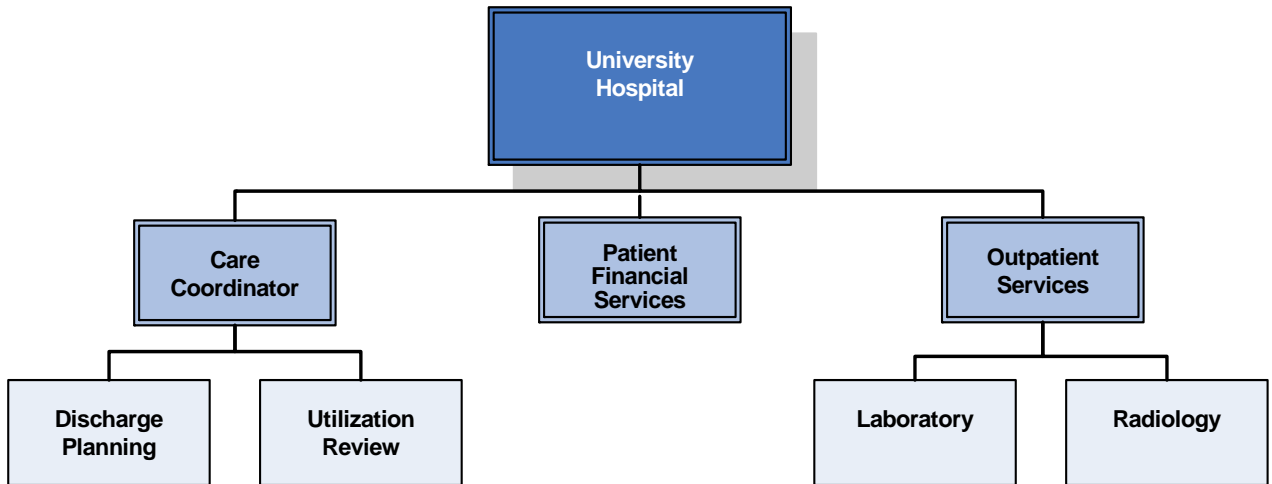 University
Hospital
Care
Coordinator
Patient
Financial
Services
Outpatient
Services
Discharge
Planning
Utilization
Review
Laboratory
Radiology